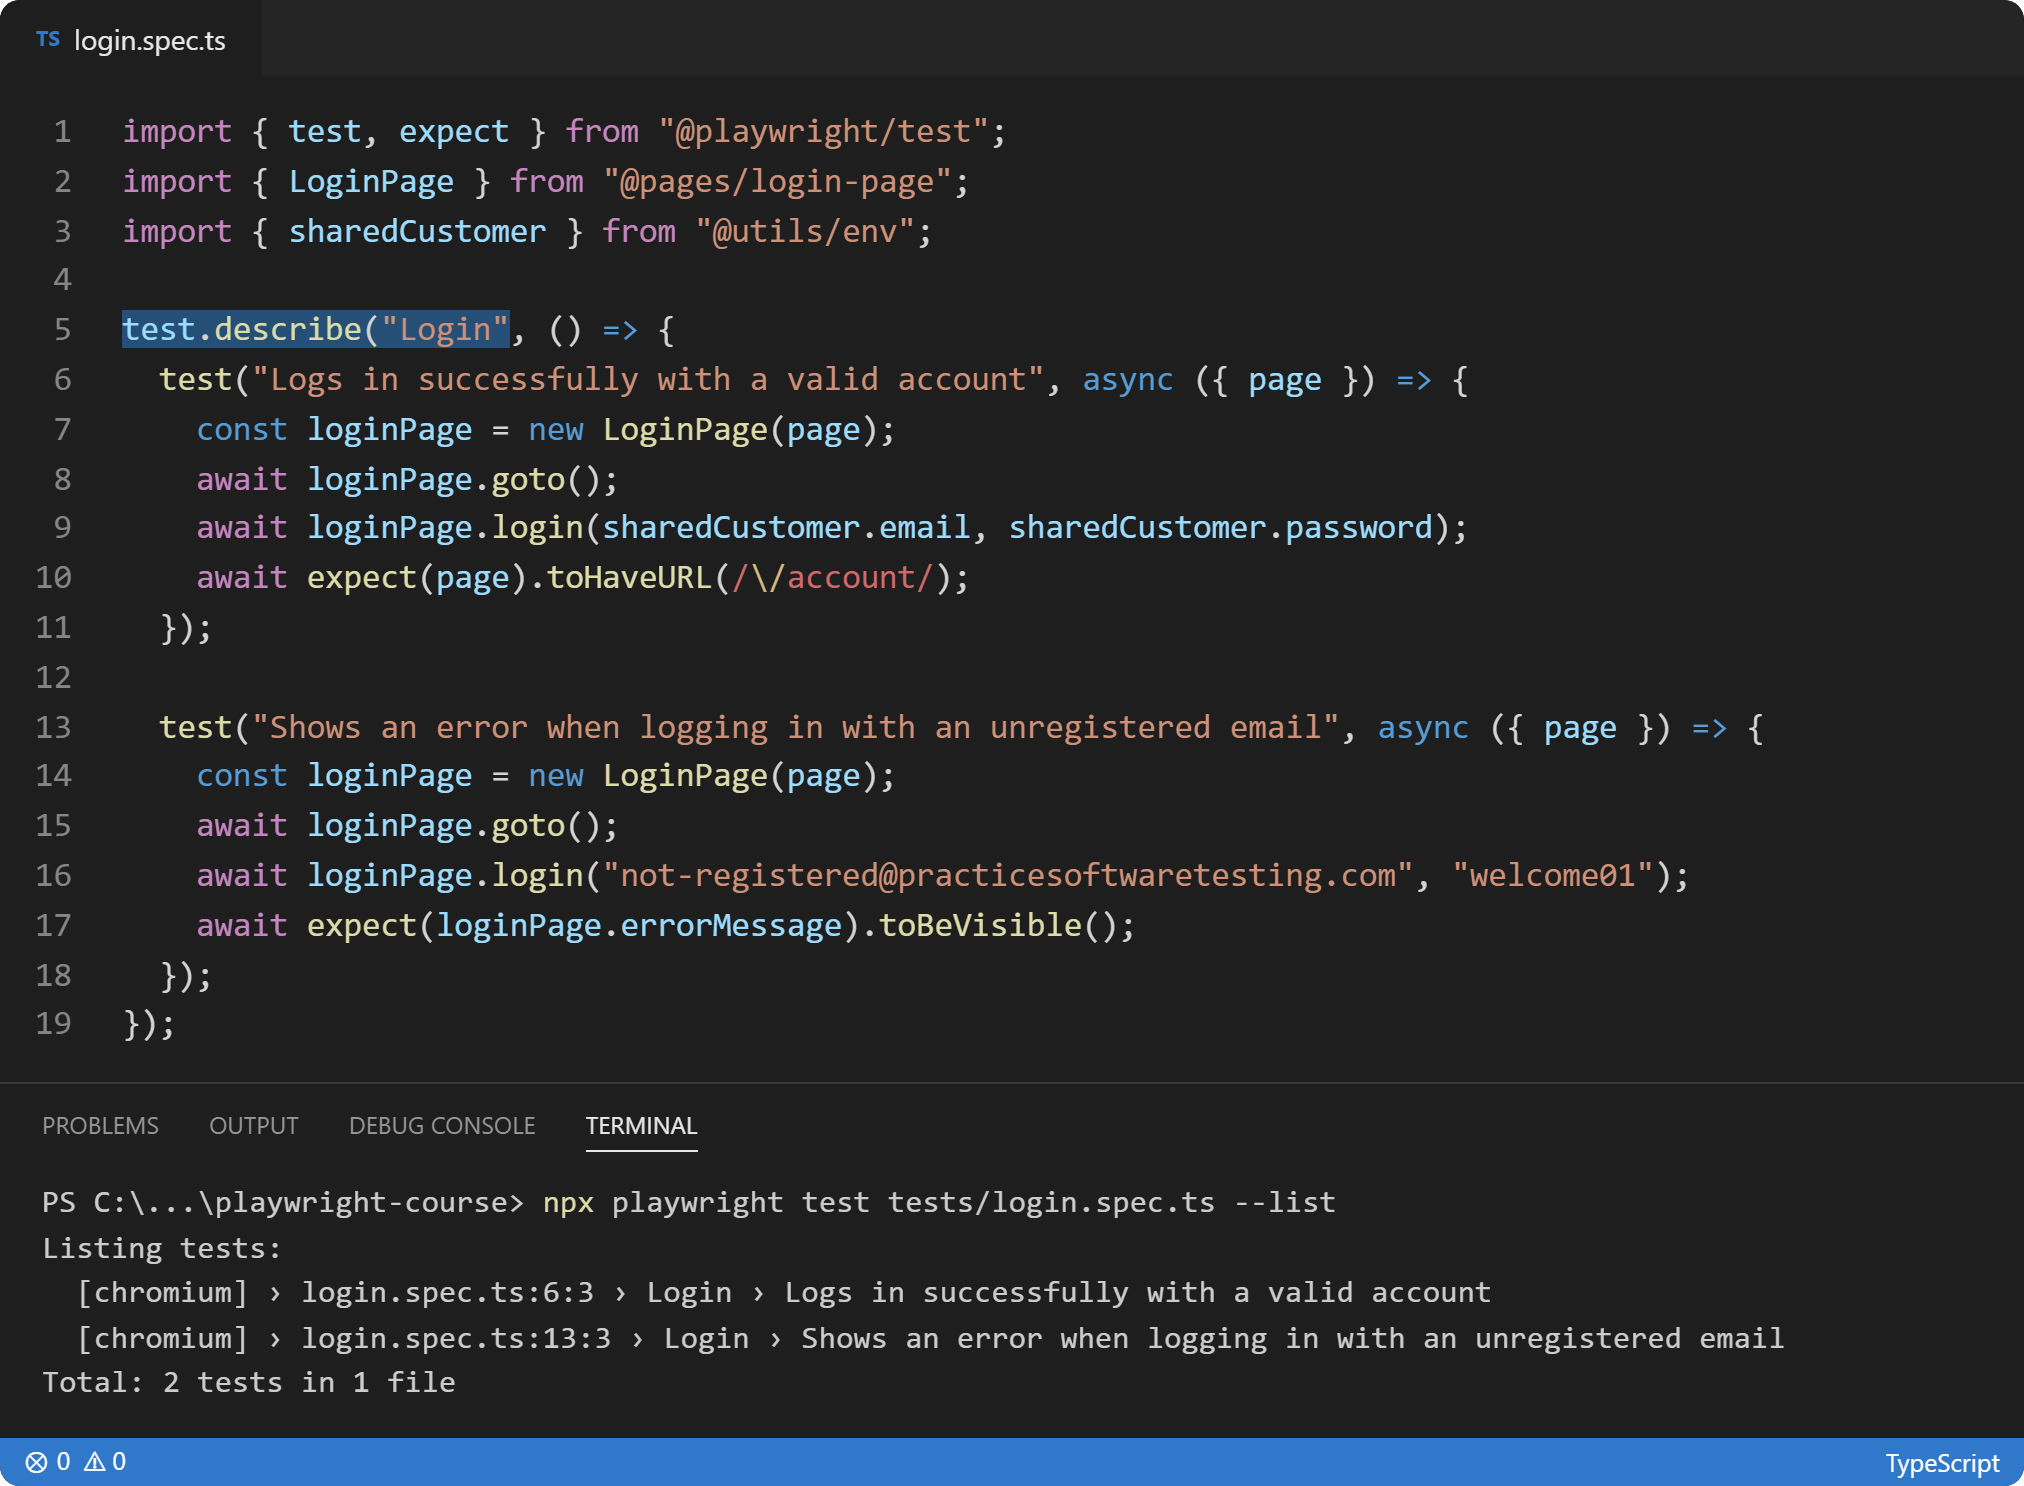 TS login.spec.ts
1 import { test, expect } from "@playwright/test";
2 import { LoginPage } from "@pages/login-page";
3 import { sharedCustomer } from "@utils/env";
4
5 test.describe("Login", () => {
6   test("Logs in successfully with a valid account", async ({ page }) => {
7     const loginPage = new LoginPage(page);
8     await loginPage.goto();
9     await loginPage.login(sharedCustomer.email, sharedCustomer.password);
10     await expect(page).toHaveURL(/\/account/);
11   });
12
13   test("Shows an error when logging in with an unregistered email", async ({ page }) => {
14     const loginPage = new LoginPage(page);
15     await loginPage.goto();
16     await loginPage.login("not-registered@practicesoftwaretesting.com", "welcome01");
17     await expect(loginPage.errorMessage).toBeVisible();
18   });
19 });
PROBLEMS OUTPUT DEBUG CONSOLE TERMINAL
PS C:\...\playwright-course> npx playwright test tests/login.spec.ts --list
Listing tests:
  [chromium] › login.spec.ts:6:3 › Login › Logs in successfully with a valid account
  [chromium] › login.spec.ts:13:3 › Login › Shows an error when logging in with an unregistered email
Total: 2 tests in 1 file
0 0 TypeScript